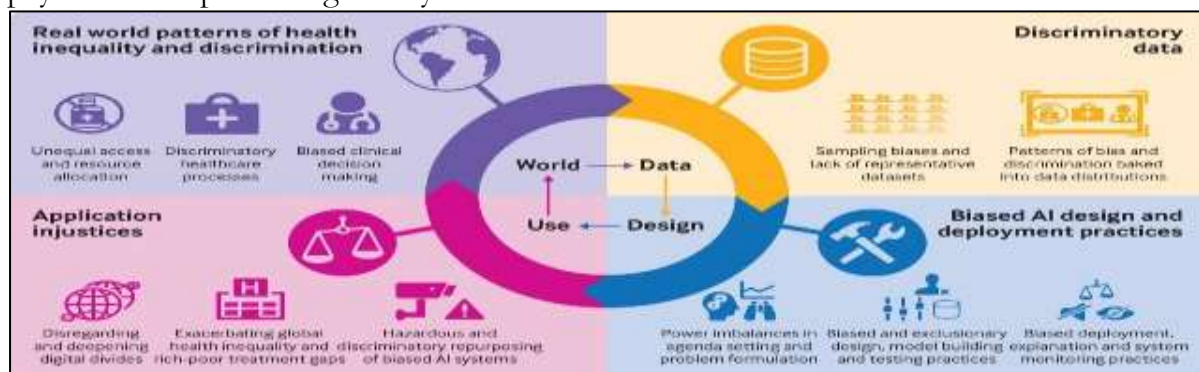 Real world patterns of health
inequality and discrimination
Unequal access
and resource
allocation
Discriminatory
healthcare
processes
Biased clinical
decision
making
Discriminatory
data
Sampling biases and
lack of representative
datasets
Patterns of bias and
discrimination baked
into data distributions
World
Data
Use
Design
Application
injustices
Disregarding
and deepening
digital divides
Exacerbating global
health inequality and
rich-poor treatment gaps
Hazardous and
discriminatory repurposing
of biased AI systems
Biased AI design and
deployment practices
Power imbalances in
agenda setting and
problem formulation
Biased and exclusionary
design, model building
and testing practices
Biased deployment,
explanation and system
monitoring practices